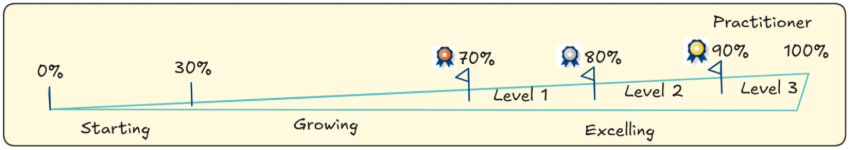 Practitioner
0% 30% 70% 80% 90% 100%
Level 1 Level 2 Level 3
Starting Growing Excelling